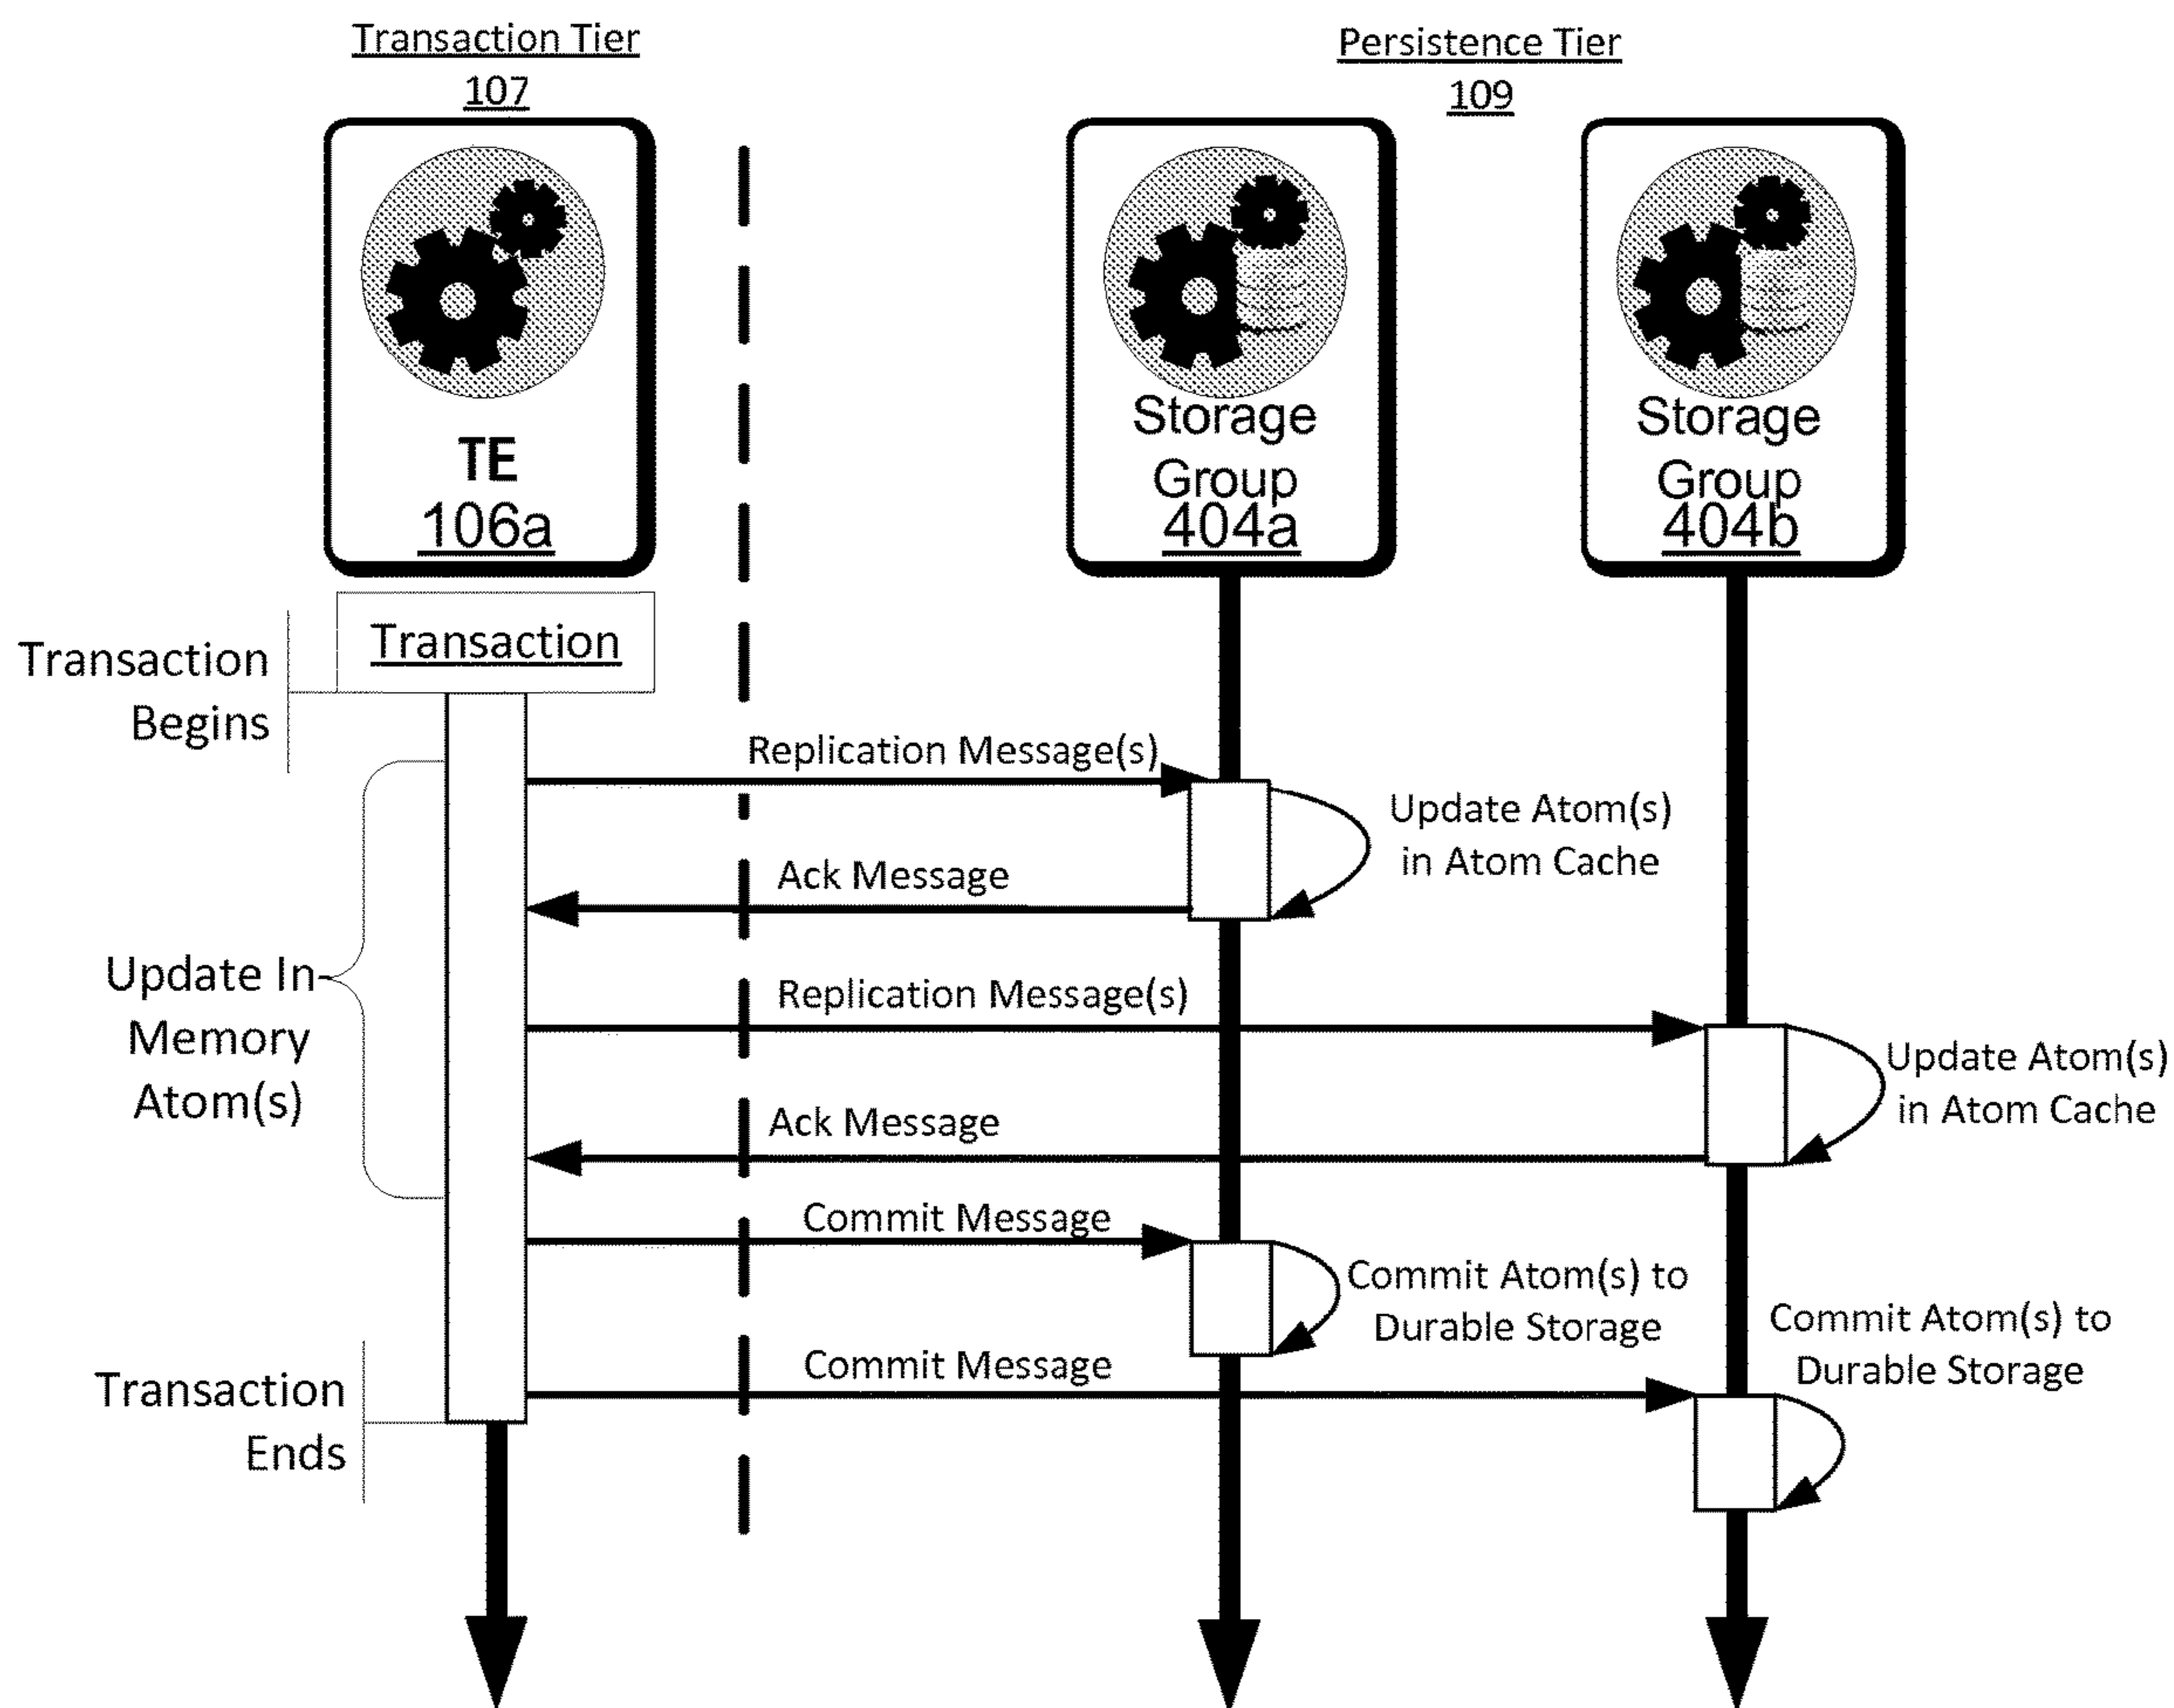 Transaction Tier
107
Persistence Tier
109
TE
106a
Storage
Group
404a
Storage
Group
404b
Transaction
Transaction
Begins
Replication Message(s)
Update Atom(s)
in Atom Cache
Ack Message
Update In
Memory
Atom(s)
Replication Message(s)
Update Atom(s)
in Atom Cache
Ack Message
Commit Message
Commit Atom(s) to
Durable Storage
Commit Message
Commit Atom(s) to
Durable Storage
Transaction
Ends